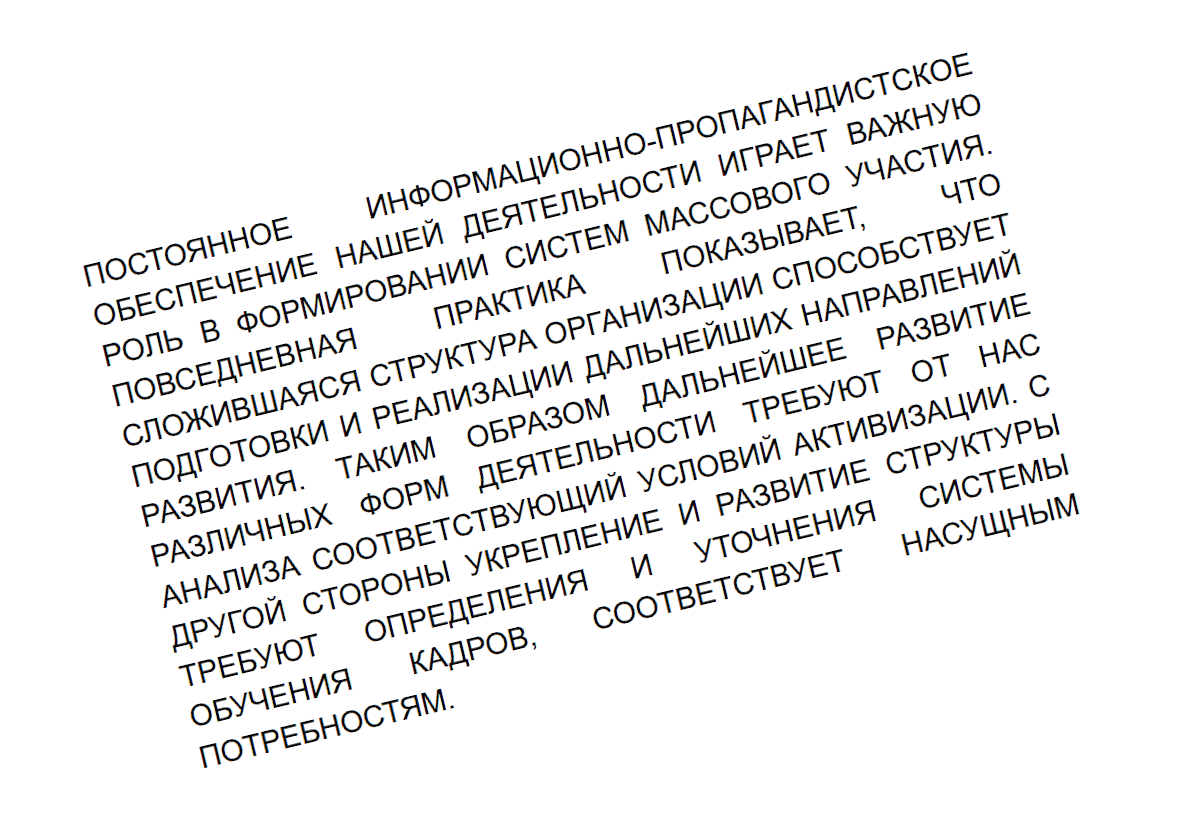 ПОСТОЯННОЕ ИНФОРМАЦИОННО-ПРОПАГАНДИСТСКОЕ
ОБЕСПЕЧЕНИЕ НАШЕЙ ДЕЯТЕЛЬНОСТИ ИГРАЕТ ВАЖНУЮ
РОЛЬ В ФОРМИРОВАНИИ СИСТЕМ МАССОВОГО УЧАСТИЯ.
ПОВСЕДНЕВНАЯ ПРАКТИКА ПОКАЗЫВАЕТ, ЧТО
СЛОЖИВШАЯСЯ СТРУКТУРА ОРГАНИЗАЦИИ СПОСОБСТВУЕТ
ПОДГОТОВКИ И РЕАЛИЗАЦИИ ДАЛЬНЕЙШИХ НАПРАВЛЕНИЙ
РАЗВИТИЯ. ТАКИМ ОБРАЗОМ ДАЛЬНЕЙШЕЕ РАЗВИТИЕ
РАЗЛИЧНЫХ ФОРМ ДЕЯТЕЛЬНОСТИ ТРЕБУЮТ ОТ НАС
АНАЛИЗА СООТВЕТСТВУЮЩИЙ УСЛОВИЙ АКТИВИЗАЦИИ. С
ДРУГОЙ СТОРОНЫ УКРЕПЛЕНИЕ И РАЗВИТИЕ СТРУКТУРЫ
ТРЕБУЮТ ОПРЕДЕЛЕНИЯ И УТОЧНЕНИЯ СИСТЕМЫ
ОБУЧЕНИЯ КАДРОВ, СООТВЕТСТВУЕТ НАСУЩНЫМ
ПОТРЕБНОСТЯМ.